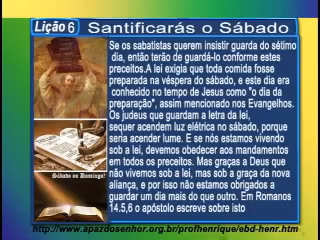 Lição 6
Santificarás o Sábado
Se os sabatistas querem insistir guarda do sétimo
dia, então terão de guardá-lo conforme estes
preceitos.A lei exigia que toda comida fosse
preparada na véspera do sábado, e este dia era
conhecido no tempo de Jesus como "o dia da
preparação", assim mencionado nos Evangelhos.
Os judeus que guardam a letra da lei,
sequer acendem luz elétrica no sábado, porque
seria acender lume. E se nós estamos vivendo
sob a lei, devemos obedecer aos mandamentos
em todos os preceitos. Mas graças a Deus que
não vivemos sob a lei, mas sob a graça da nova
aliança, e por isso não estamos obrigados a
guardar um dia mais do que outro. Em Romanos
14.5,6 o apóstolo escreve sobre isto
Sábado ou Domingo?
http://www.apazdosenhor.org.br/profhenrique/ebd-henr.htm